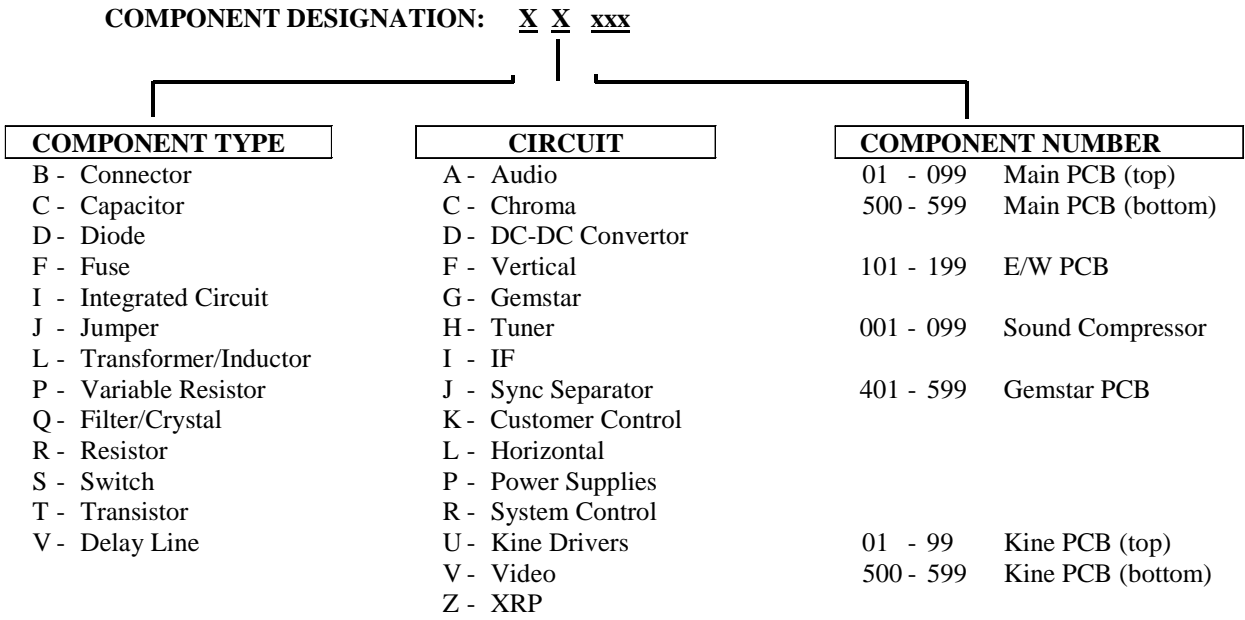 COMPONENT DESIGNATION: X X xxx
COMPONENT TYPE CIRCUIT COMPONENT NUMBER
B - Connector A - Audio 01 - 099 Main PCB (top)
C - Capacitor C - Chroma 500 - 599 Main PCB (bottom)
D - Diode D - DC-DC Convertor
F - Fuse F - Vertical 101 - 199 E/W PCB
I - Integrated Circuit G - Gemstar
J - Jumper H - Tuner 001 - 099 Sound Compressor
L - Transformer/Inductor I - IF
P - Variable Resistor J - Sync Separator 401 - 599 Gemstar PCB
Q - Filter/Crystal K - Customer Control
R - Resistor L - Horizontal
S - Switch P - Power Supplies
T - Transistor R - System Control
V - Delay Line U - Kine Drivers 01 - 99 Kine PCB (top)
V - Video 500 - 599 Kine PCB (bottom)
Z - XRP